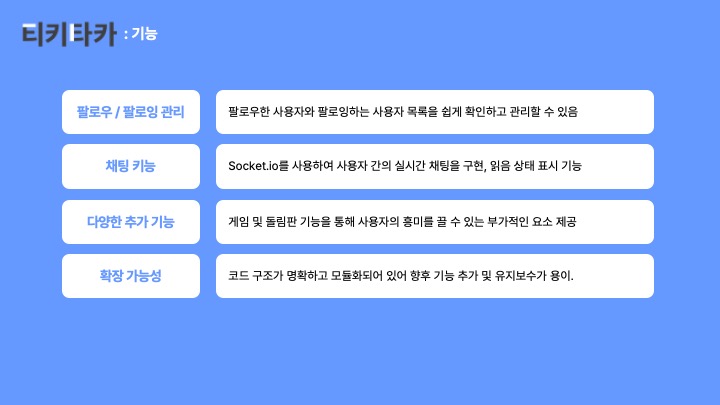 티키타카 : 기능
팔로우 / 팔로잉 관리
팔로우한 사용자와 팔로잉하는 사용자 목록을 쉽게 확인하고 관리할 수 있음
채팅 키능
Socket.io를 사용하여 사용자 간의 실시간 채팅을 구현, 읽음 상태 표시 기능
다양한 추가 기능
게임 및 돌림판 기능을 통해 사용자의 흥미를 끌 수 있는 부가적인 요소 제공
확장 가능성
코드 구조가 명확하고 모듈화되어 있어 향후 기능 추가 및 유지보수가 용이.